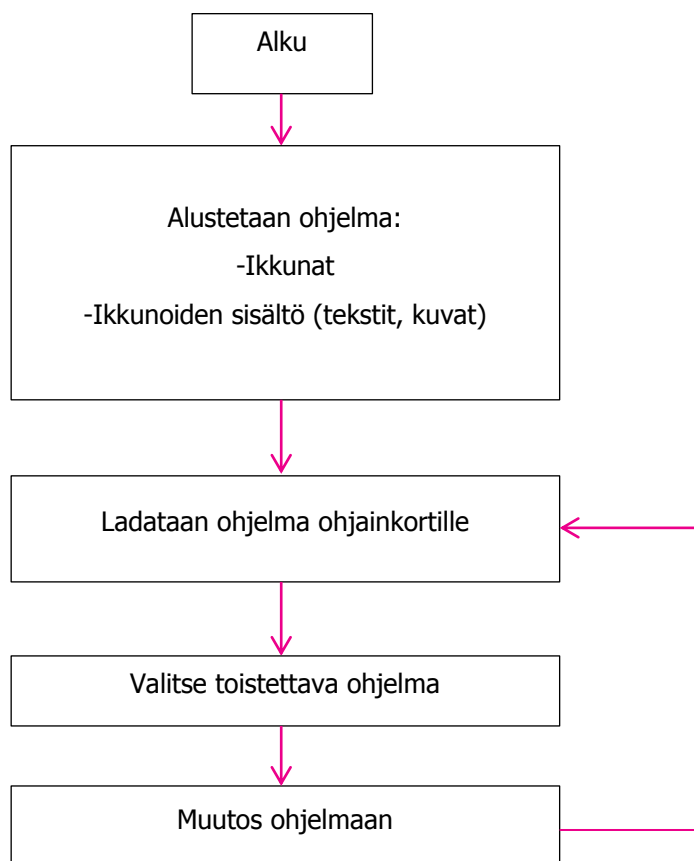 Alku
Alustetaan ohjelma:
-Ikkunat
-Ikkunoiden sisältö (tekstit, kuvat)
Ladataan ohjelma ohjainkortille
Valitse toistettava ohjelma
Muutos ohjelmaan